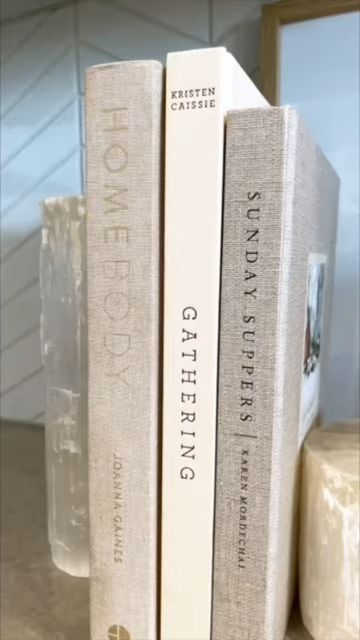 HOMEBODY
JOANNA GAINES
KRISTEN
CAISSIE
GATHERING
SUNDAY SUPPERS | KAREN MORDECHAI